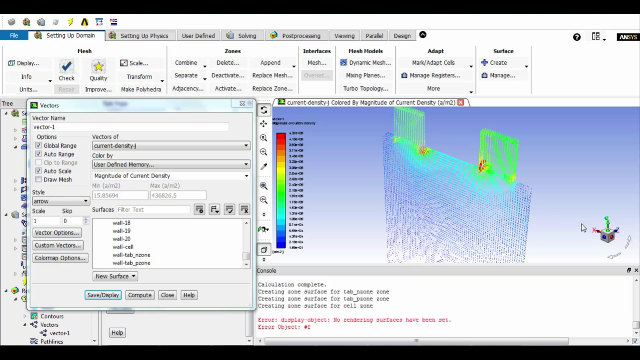 File
Setting Up Domain
Setting Up Physics
User Defined
Solving
Postprocessing
Viewing
Parallel
Design
ANSYS
Mesh
Zones
Interfaces
Mesh Models
Adapt
Surface
Display...
Info
Units...
Check
Repair
Quality
Improve
Scale...
Transform
Make Polyhedra
Combine
Separate
Adjacency...
Delete...
Deactivate...
Activate...
Append
Replace Mesh...
Replace Zone...
Mesh...
Overset...
Dynamic Mesh...
Mixing Planes...
Turbo Topology...
Mark/Adapt Cells
Manage Registers...
More
Create
Manage...
Tree
Vectors
Vector Name
vector-1
Options
Global Range
Auto Range
Clip to Range
Auto Scale
Draw Mesh
Style
arrow
Scale
Skip
1
0
Vector Options...
Custom Vectors...
Colormap Options...
Vectors of
current-density-j
Color by
User Defined Memory...
Magnitude of Current Density (a/m2)
Min (a/m2)
Max (a/m2)
15.85694
436826.5
Surfaces
Filter Text
wall-18
wall-19
wall-20
wall-cell
wall-tab_nzone
wall-tab_pzone
New Surface
Save/Display
Compute
Close
Help
Help
Contours
Vectors
vector-1
Pathlines
current-density-j Colored By Magnitude of Current Density (a/m2)
Console
Calculation complete.
Creating zone surface for tab_nzone zone
Creating zone surface for tab_pzone zone
Creating zone surface for cell zone
Error: display-object: No rendering surfaces have been set.
Error Object: #f